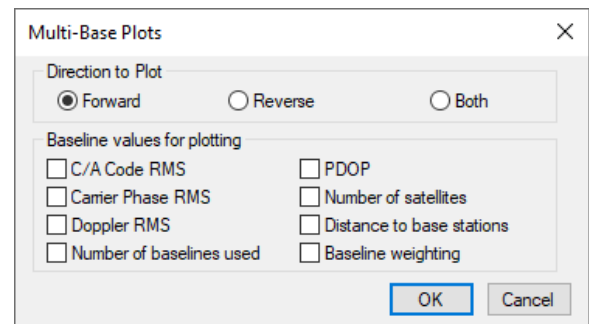 Multi-Base Plots
Direction to Plot
Forward Reverse Both
Baseline values for plotting
C/A Code RMS PDOP
Carrier Phase RMS Number of satellites
Doppler RMS Distance to base stations
Number of baselines used Baseline weighting
OK Cancel